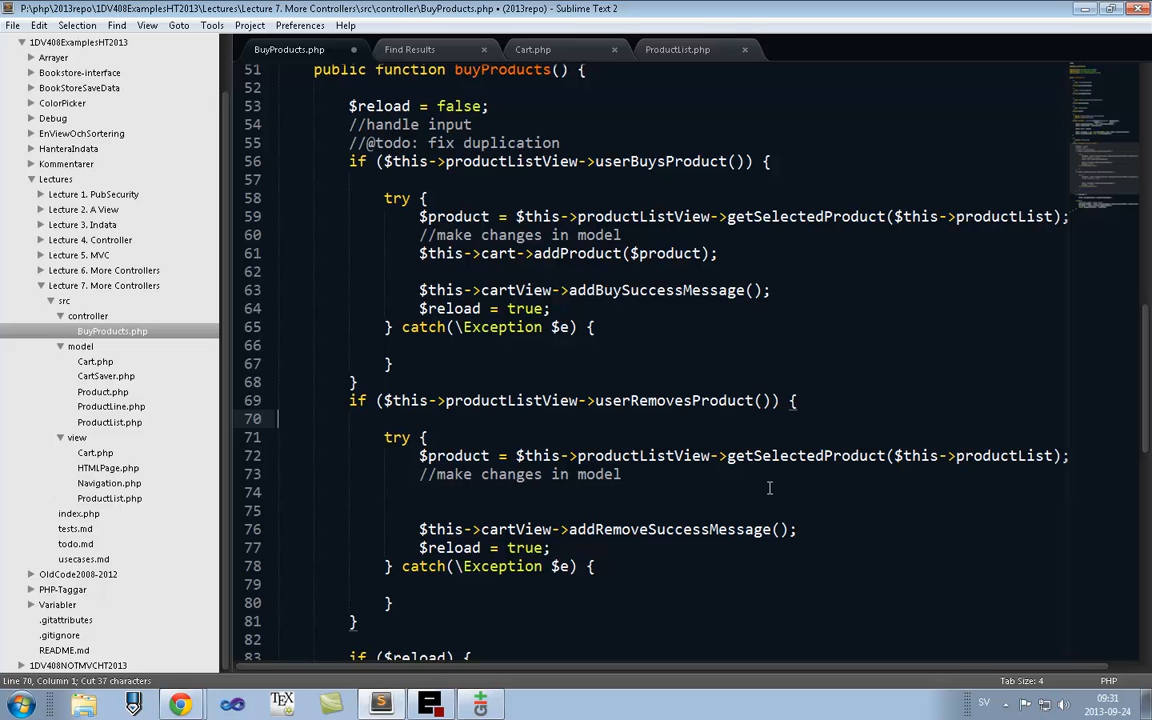 P:\php\2013repo\1DV408ExamplesHT2013\Lectures\Lecture 7. More Controllers\src\controller\BuyProducts.php • (2013repo) - Sublime Text 2
File Edit Selection Find View Goto Tools Project Preferences Help
1DV408ExamplesHT2013
Arrayer
Bookstore-interface
BookStoreSaveData
ColorPicker
Debug
EnViewOchSortering
HanteraIndata
Kommentarer
Lectures
Lecture 1. PubSecurity
Lecture 2. A View
Lecture 3. Indata
Lecture 4. Controller
Lecture 5. MVC
Lecture 6. More Controllers
Lecture 7. More Controllers
src
controller
BuyProducts.php
model
Cart.php
CartSaver.php
Product.php
ProductLine.php
ProductList.php
view
Cart.php
HTMLPage.php
Navigation.php
ProductList.php
index.php
tests.md
todo.md
usecases.md
OldCode2008-2012
PHP-Taggar
Variabler
.gitattributes
.gitignore
README.md
1DV408NOTMVCHT2013
BuyProducts.php Find Results Cart.php ProductList.php
51 public function buyProducts() {
52
53 $reload = false;
54 //handle input
55 //@todo: fix duplication
56 if ($this->productListView->userBuysProduct()) {
57
58 try {
59 $product = $this->productListView->getSelectedProduct($this->productList);
60 //make changes in model
61 $this->cart->addProduct($product);
62
63 $this->cartView->addBuySuccessMessage();
64 $reload = true;
65 } catch(\Exception $e) {
66
67 }
68 }
69 if ($this->productListView->userRemovesProduct()) {
70
71 try {
72 $product = $this->productListView->getSelectedProduct($this->productList);
73 //make changes in model
74
75
76 $this->cartView->addRemoveSuccessMessage();
77 $reload = true;
78 } catch(\Exception $e) {
79
80 }
81 }
82
83 if ($reload) {
Line 70, Column 1; Cut 37 characters Tab Size: 4 PHP
TEX
SV
09:31
2013-09-24